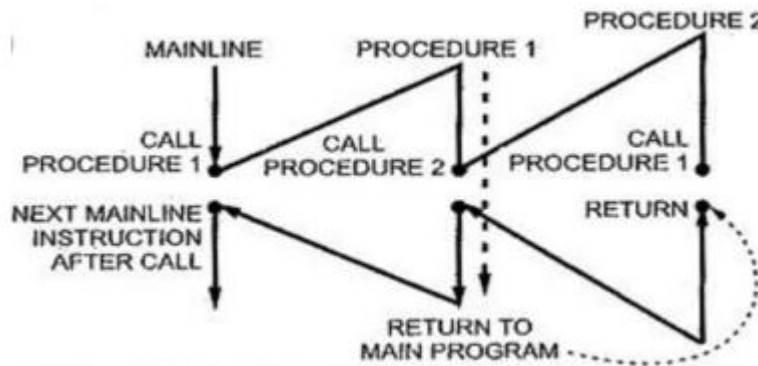 MAINLINE
PROCEDURE 1
PROCEDURE 2
CALL
PROCEDURE 1
CALL
PROCEDURE 2
CALL
PROCEDURE 1
NEXT MAINLINE
INSTRUCTION
AFTER CALL
RETURN
RETURN TO
MAIN PROGRAM